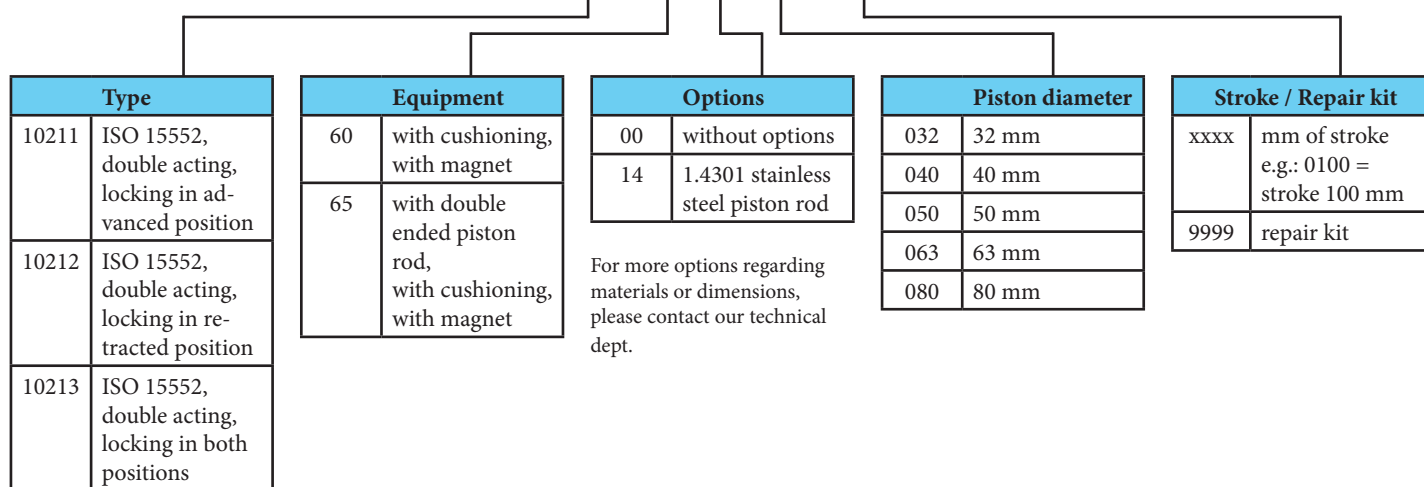 Type
10211 ISO 15552,
double acting,
locking in ad-
vanced position
10212 ISO 15552,
double acting,
locking in re-
tracted position
10213 ISO 15552,
double acting,
locking in both
positions
Equipment
60 with cushioning,
with magnet
65 with double
ended piston
rod,
with cushioning,
with magnet
Options
00 without options
14 1.4301 stainless
steel piston rod
For more options regarding
materials or dimensions,
please contact our technical
dept.
Piston diameter
032 32 mm
040 40 mm
050 50 mm
063 63 mm
080 80 mm
Stroke / Repair kit
xxxx mm of stroke
e.g.: 0100 =
stroke 100 mm
9999 repair kit